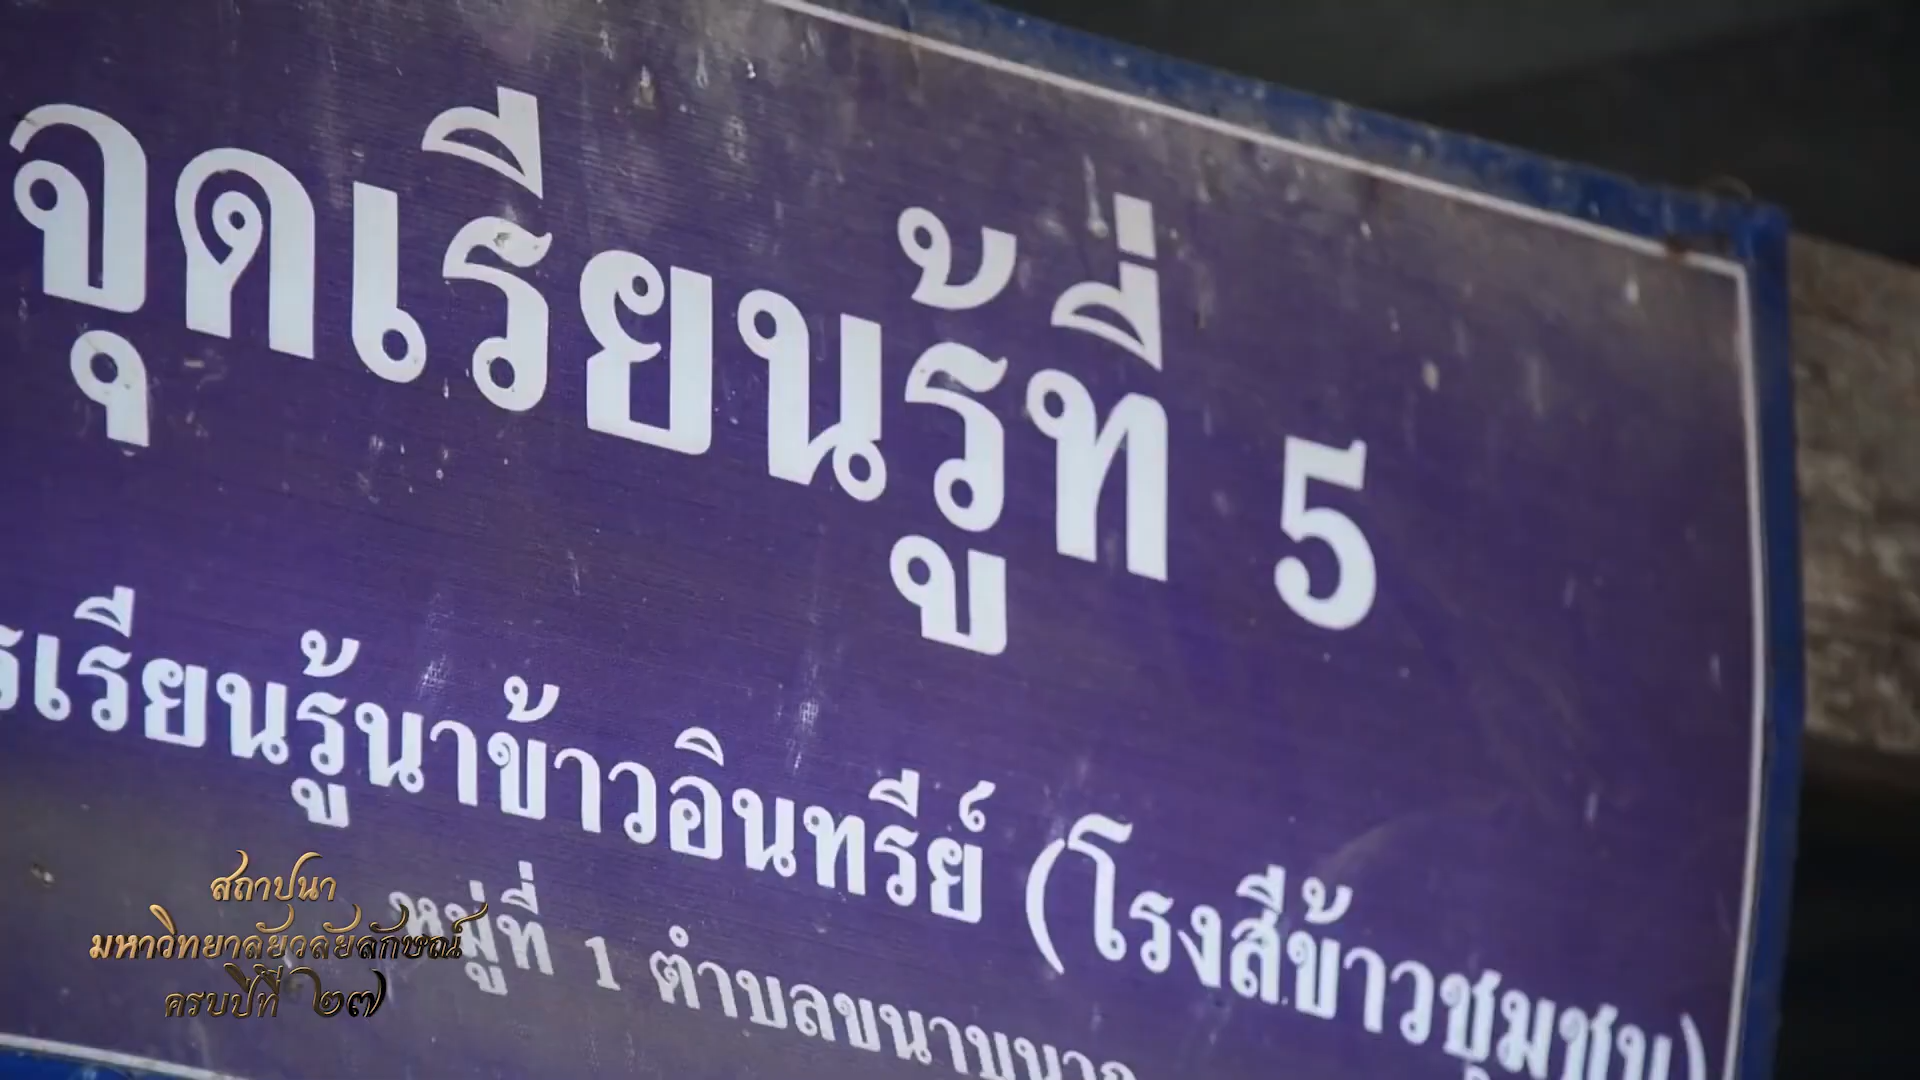 จุดเรียนรู้ที่ 5
เรียนรู้นาข้าวอินทรีย์ (โรงสีข้าวชุมชน)
หมู่ที่ 1 ตำบลขนาบนาก
สถาปนา
มหาวิทยาลัยวลัยลักษณ์
ครบปีที่ ๒๗